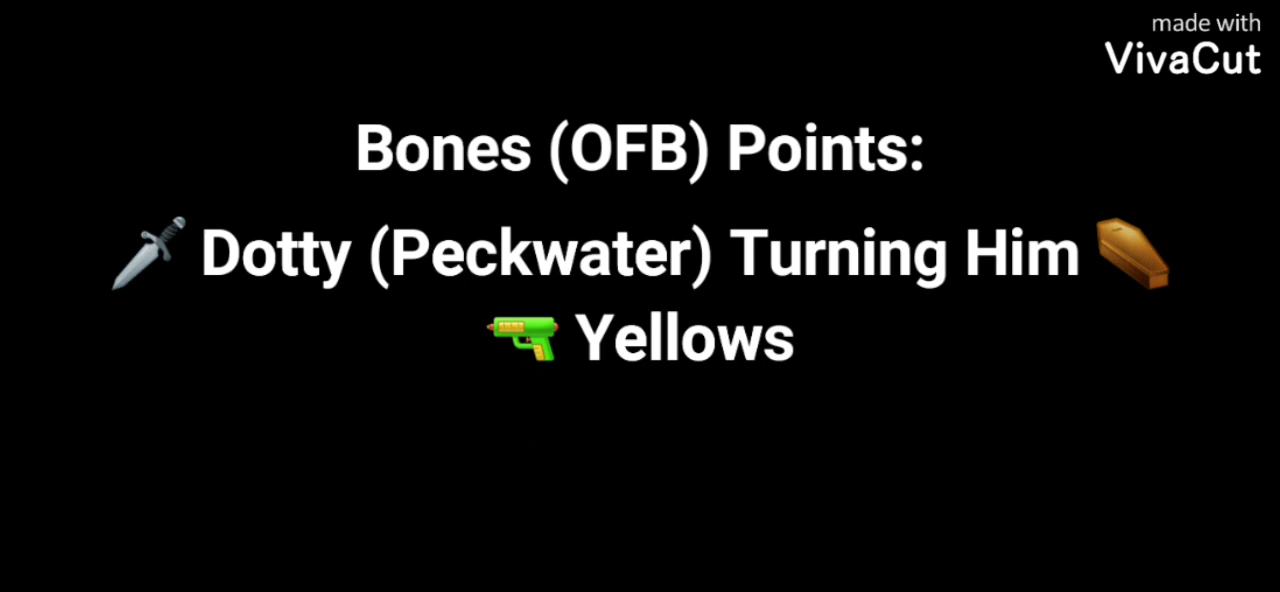 made with
VivaCut
Bones (OFB) Points:
🗡️ Dotty (Peckwater) Turning Him ⚰️
🔫 Yellows